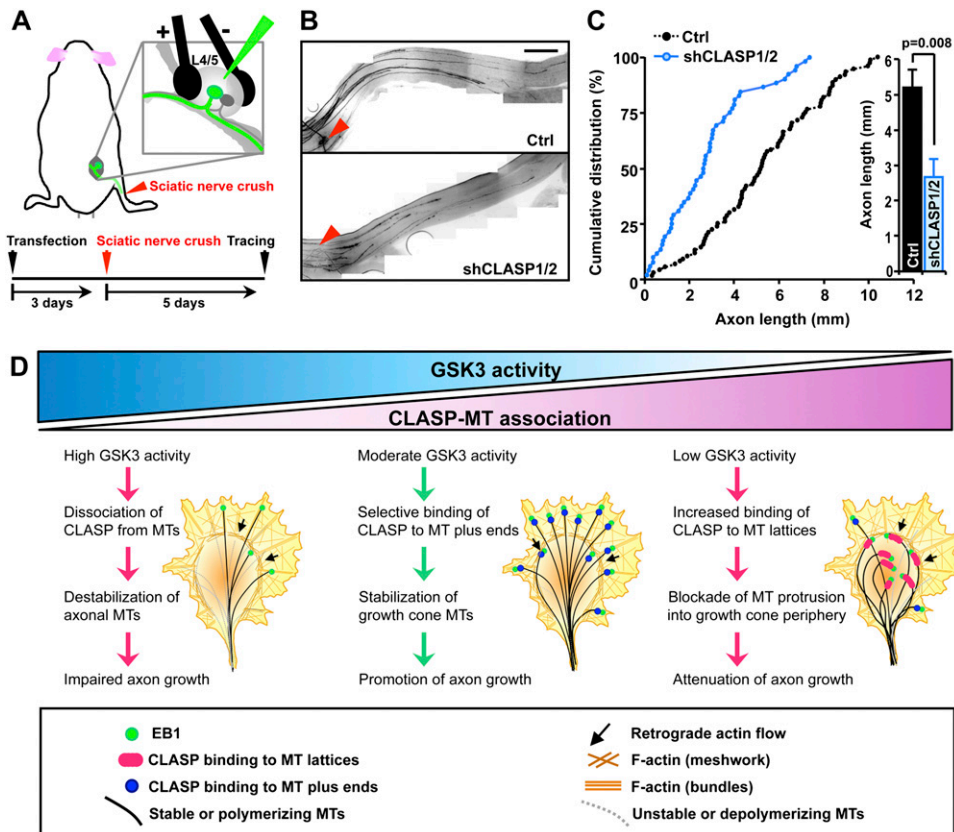 A
+ -
L4/5
Sciatic nerve crush
Transfection Sciatic nerve crush Tracing
3 days 5 days
B
Ctrl
shCLASP1/2
C
Ctrl
shCLASP1/2
Cumulative distribution (%)
100
75
50
25
0
0 2 4 6 8 10 12
Axon length (mm)
p=0.008
Axon length (mm)
6
5
4
3
2
1
0
Ctrl
shCLASP1/2
D
GSK3 activity
CLASP-MT association
High GSK3 activity
Dissociation of
CLASP from MTs
Destabilization of
axonal MTs
Impaired axon growth
Moderate GSK3 activity
Selective binding of
CLASP to MT plus ends
Stabilization of
growth cone MTs
Promotion of axon growth
Low GSK3 activity
Increased binding of
CLASP to MT lattices
Blockade of MT protrusion
into growth cone periphery
Attenuation of axon growth
EB1
CLASP binding to MT lattices
CLASP binding to MT plus ends
Stable or polymerizing MTs
Retrograde actin flow
F-actin (meshwork)
F-actin (bundles)
Unstable or depolymerizing MTs